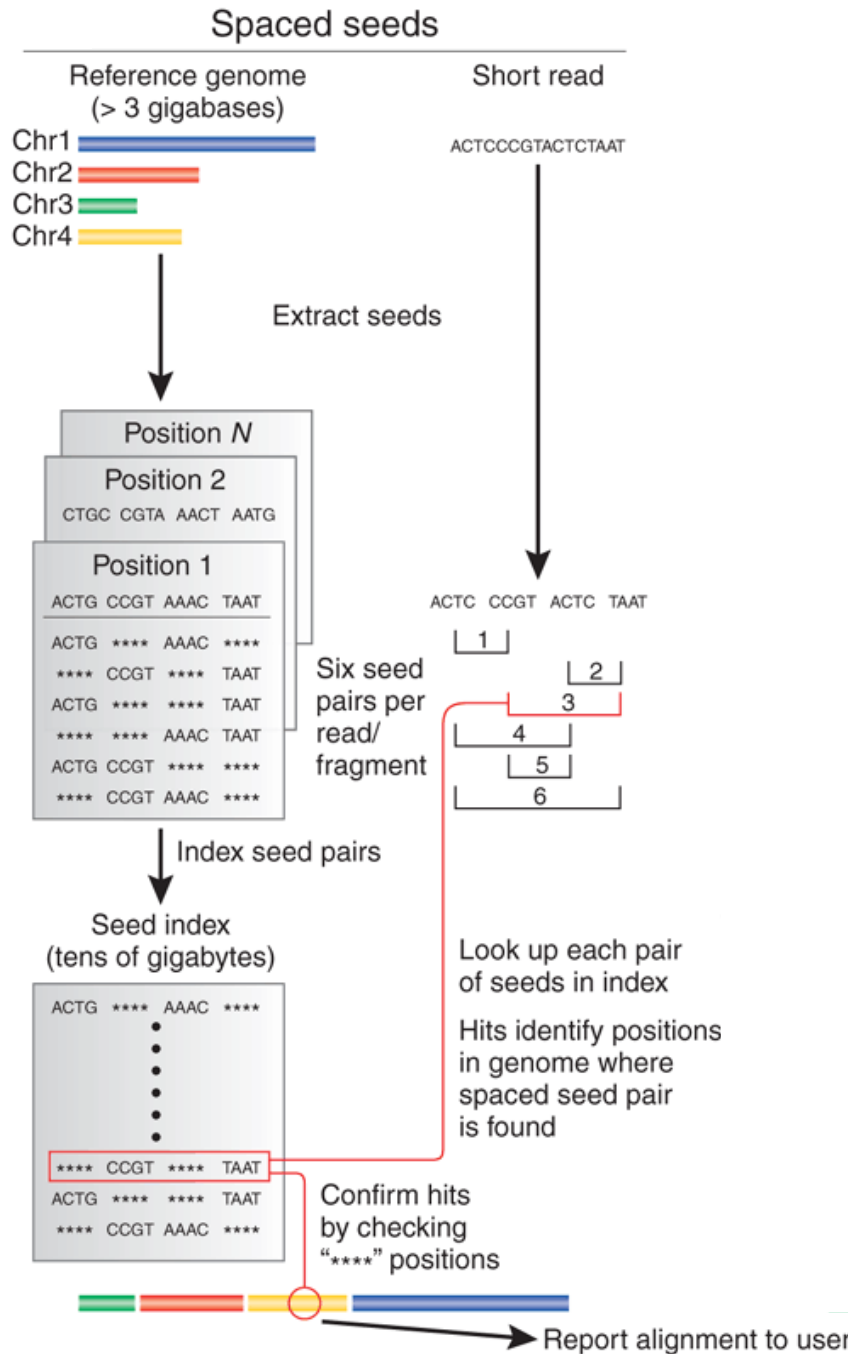 Spaced seeds
Reference genome
(> 3 gigabases)
Short read
Chr1
Chr2
Chr3
Chr4
ACTCCCGTACTCTAAT
Extract seeds
Position N
Position 2
CTGC CGTA AACT AATG
Position 1
ACTG CCGT AAAC TAAT
ACTG **** AAAC ****
**** CCGT **** TAAT
ACTG **** **** TAAT
**** **** AAAC TAAT
ACTG CCGT **** ****
**** CCGT AAAC ****
ACTC CCGT ACTC TAAT
1
2
3
4
5
6
Six seed
pairs per
read/
fragment
Index seed pairs
Seed index
(tens of gigabytes)
ACTG **** AAAC ****
**** CCGT **** TAAT
ACTG **** **** TAAT
**** CCGT AAAC ****
Look up each pair
of seeds in index
Hits identify positions
in genome where
spaced seed pair
is found
Confirm hits
by checking
"****" positions
Report alignment to user